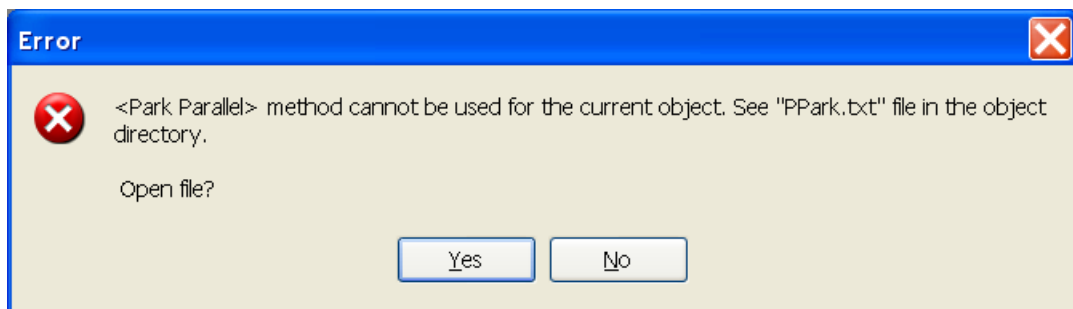 Error
<Park Parallel> method cannot be used for the current object. See "PPark.txt" file in the object
directory.
Open file?
Yes
No